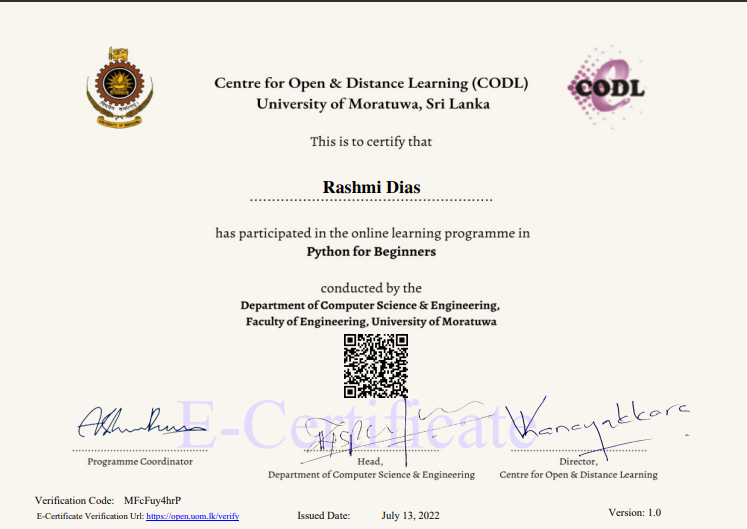 Centre for Open & Distance Learning (CODL)
University of Moratuwa, Sri Lanka
CODL
This is to certify that
Rashmi Dias
has participated in the online learning programme in
Python for Beginners
conducted by the
Department of Computer Science & Engineering,
Faculty of Engineering, University of Moratuwa
E-Certificate
Programme Coordinator
Head,
Department of Computer Science & Engineering
Director,
Centre for Open & Distance Learning
Verification Code: MFcFuy4hrP
E-Certificate Verification Url: https://open.uom.lk/verify
Issued Date: July 13, 2022
Version: 1.0